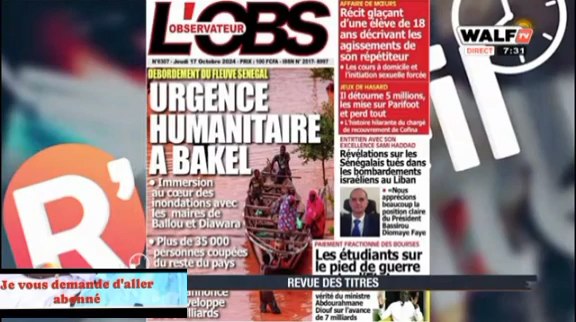 L'OBS
OBSERVATEUR
N°6307 - Jeudi 17 Octobre 2024 - PRIX : 100 FCFA -
DEBORDEMENT DU FLEUVE SENEGAL
URGENCE
HUMANITAIRE
A BAKEL
• Immersion
au cœur des
inondations avec
les maires de
Ballou et Diawara
• Plus de 35 000
personnes coupées
du reste du pays
annonce
veloppe
illiards
AFFAIRE DE MŒURS
Récit glaçant
d'une élève de 18
ans décrivant les
agissements de
son répétiteur
• Les cours à domicile et
l'initiation sexuelle forcée
JEUX DE HASARD
Il détourne 5 millions,
les mise sur Parifoot
et perd tout
• L'histoire hilarante du chargé
de recouvrement de Cofina
ENTRETIEN AVEC SON
EXCELLENCE SAMI HADDAD
Révélations sur les
Sénégalais tués dans
les bombardements
israéliens au Liban
• «Nous
apprécions
beaucoup la
position claire du
Président
Bassirou
Diomaye Faye
PAIEMENT FRACTIONNÉ DES BOURSES
Les étudiants sur
le pied de guerre
vérité du ministre
Abdourahmane
Diouf sur l'avance
de 7 milliards
WALF TV
DIRECT
7:31
R'
ip
REVUE DES TITRES
Je vous demande d'aller
abonné